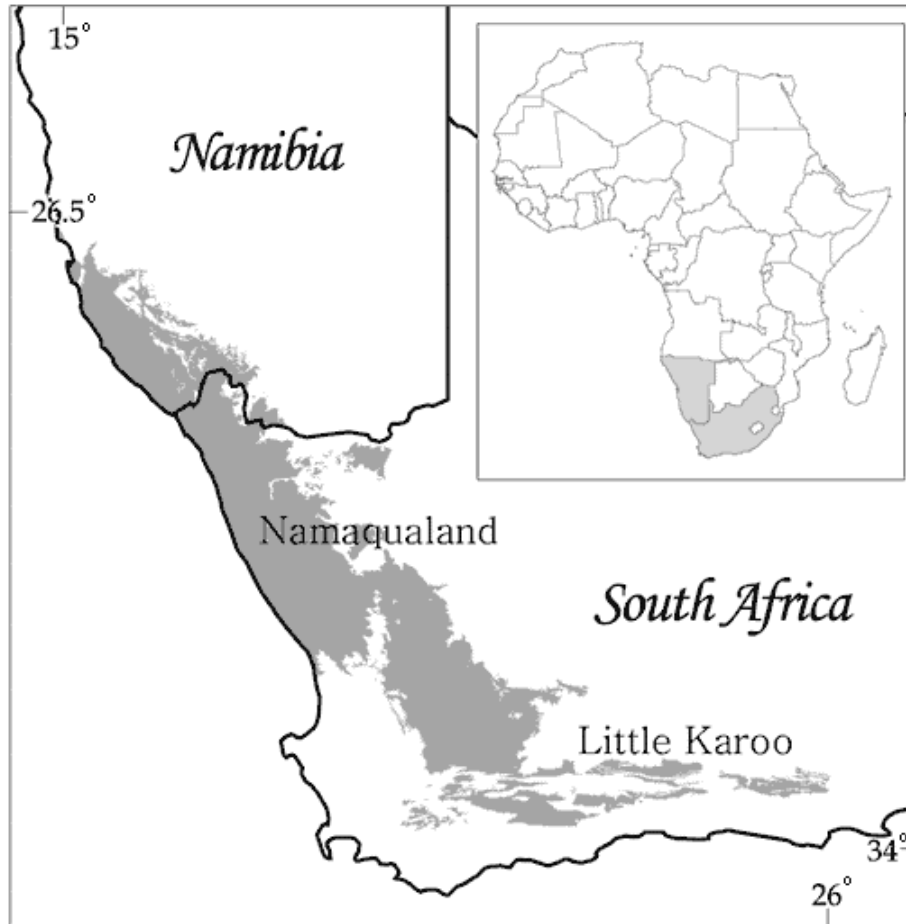 15°
Namibia
26.5°
Namaqualand
South Africa
Little Karoo
34°
26°